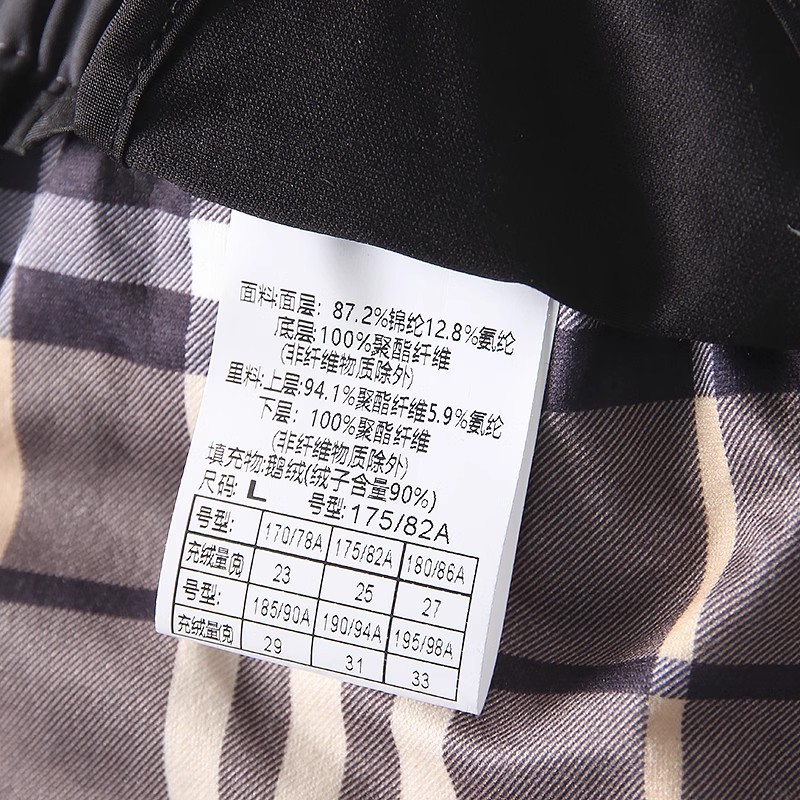 面料:面层: 87.2%锦纶12.8%氨纶
底层:100%聚酯纤维
(非纤维物质除外)
里料:上层:94.1%聚酯纤维5.9%氨纶
下层: 100%聚酯纤维
(非纤维物质除外)
填充物:鹅绒(绒子含量90%)
尺码: L 号型:175/82A
号型: 170/78A 175/82A 180/86A
充绒量(克) 23 25 27
号型: 185/90A 190/94A 195/98A
充绒量(克) 29 31 33